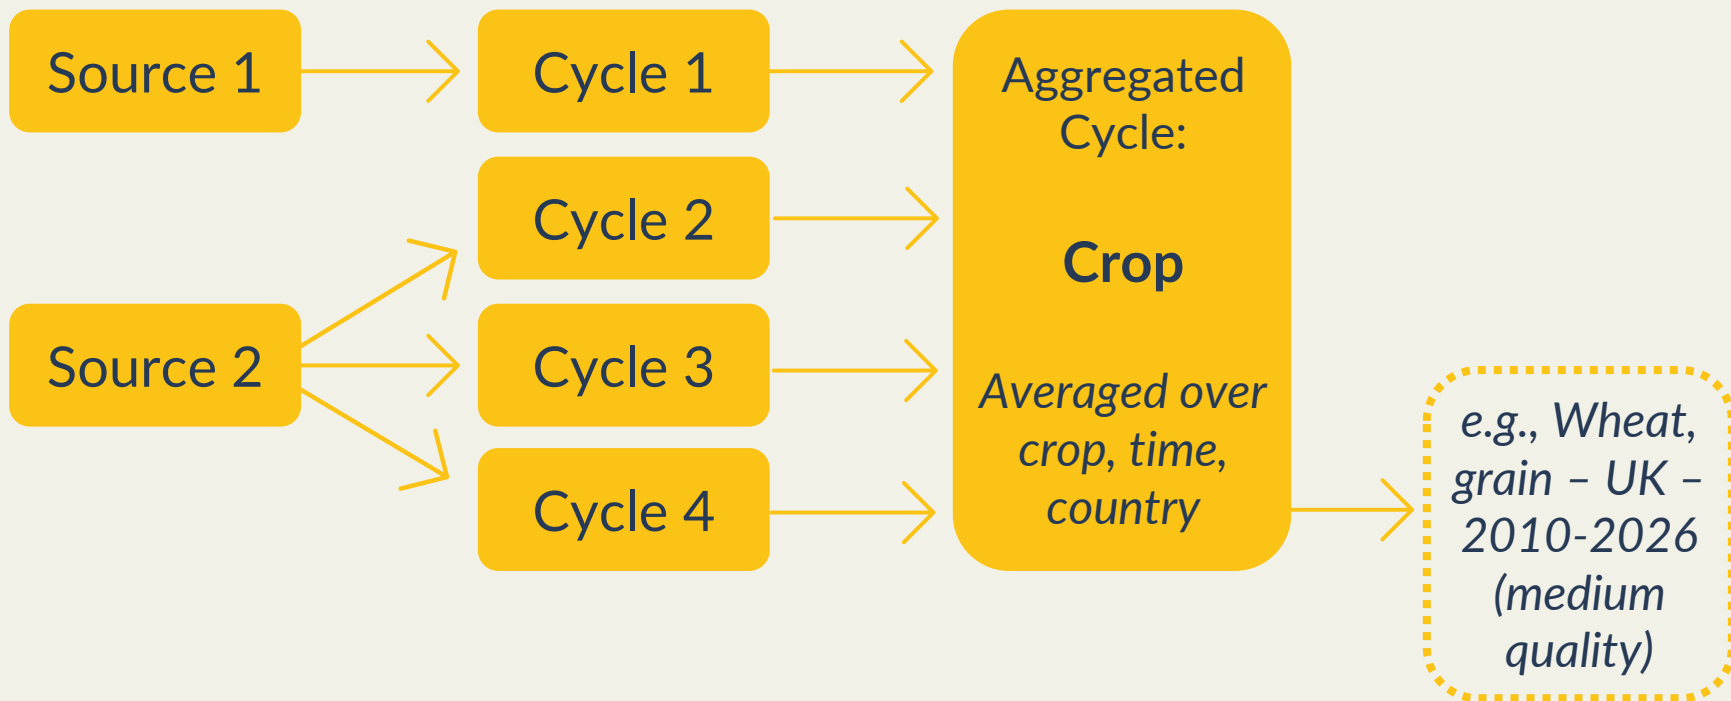 Source 1
Cycle 1
Aggregated
Cycle:
Crop
Averaged over
crop, time,
country
Cycle 2
Source 2
Cycle 3
Cycle 4
e.g., Wheat,
grain – UK –
2010-2026
(medium
quality)